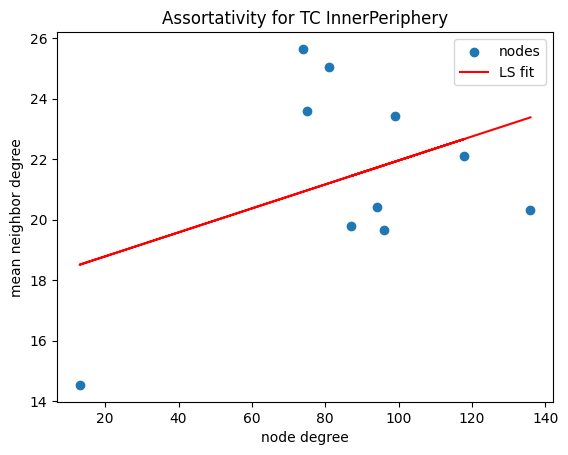 Assortativity for TC InnerPeriphery
nodes
LS fit
mean neighbor degree
26
24
22
20
18
16
14
20
40
60
80
100
120
140
node degree